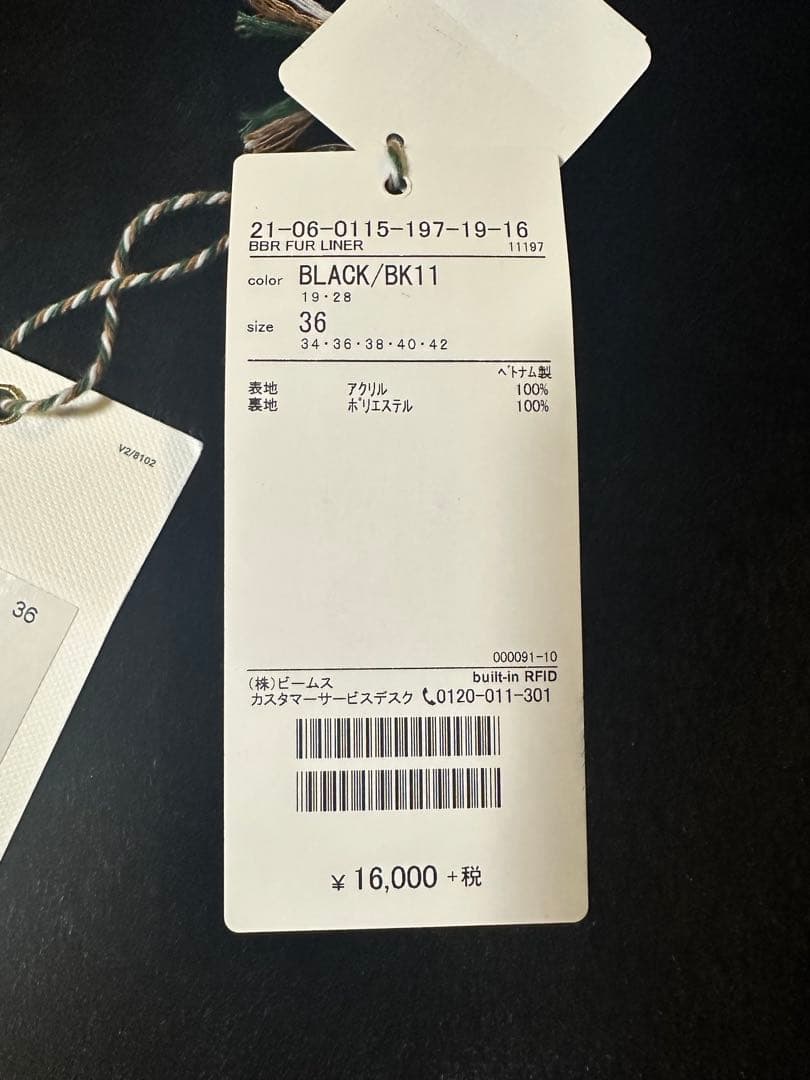 21-06-0115-197-19-16
BBR FUR LINER 11197
color BLACK/BK11
19・28
size 36
34・36・38・40・42
ﾍﾞﾄﾅﾑ製
表地 アクリル 100%
裏地 ポリエステル 100%
000091-10
built-in RFID
(株)ビームス
カスタマーサービスデスク 0120-011-301
¥ 16,000 +税
V2/8102
36